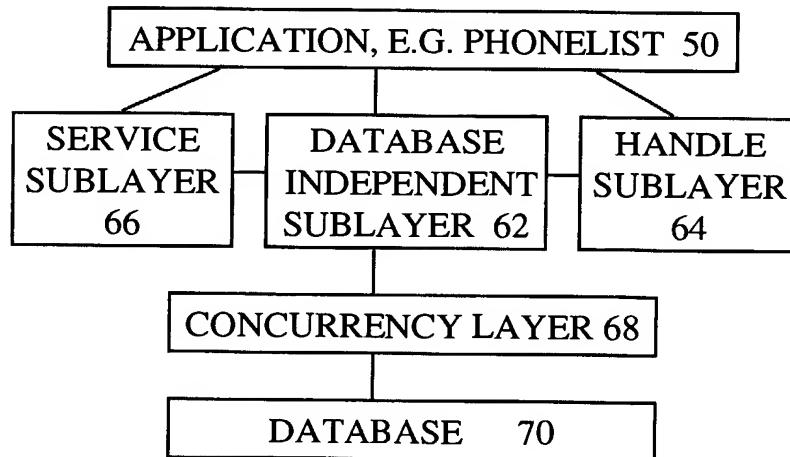 APPLICATION, E.G. PHONELIST 50
SERVICE
SUBLAYER
66
DATABASE
INDEPENDENT
SUBLAYER 62
HANDLE
SUBLAYER
64
CONCURRENCY LAYER 68
DATABASE 70